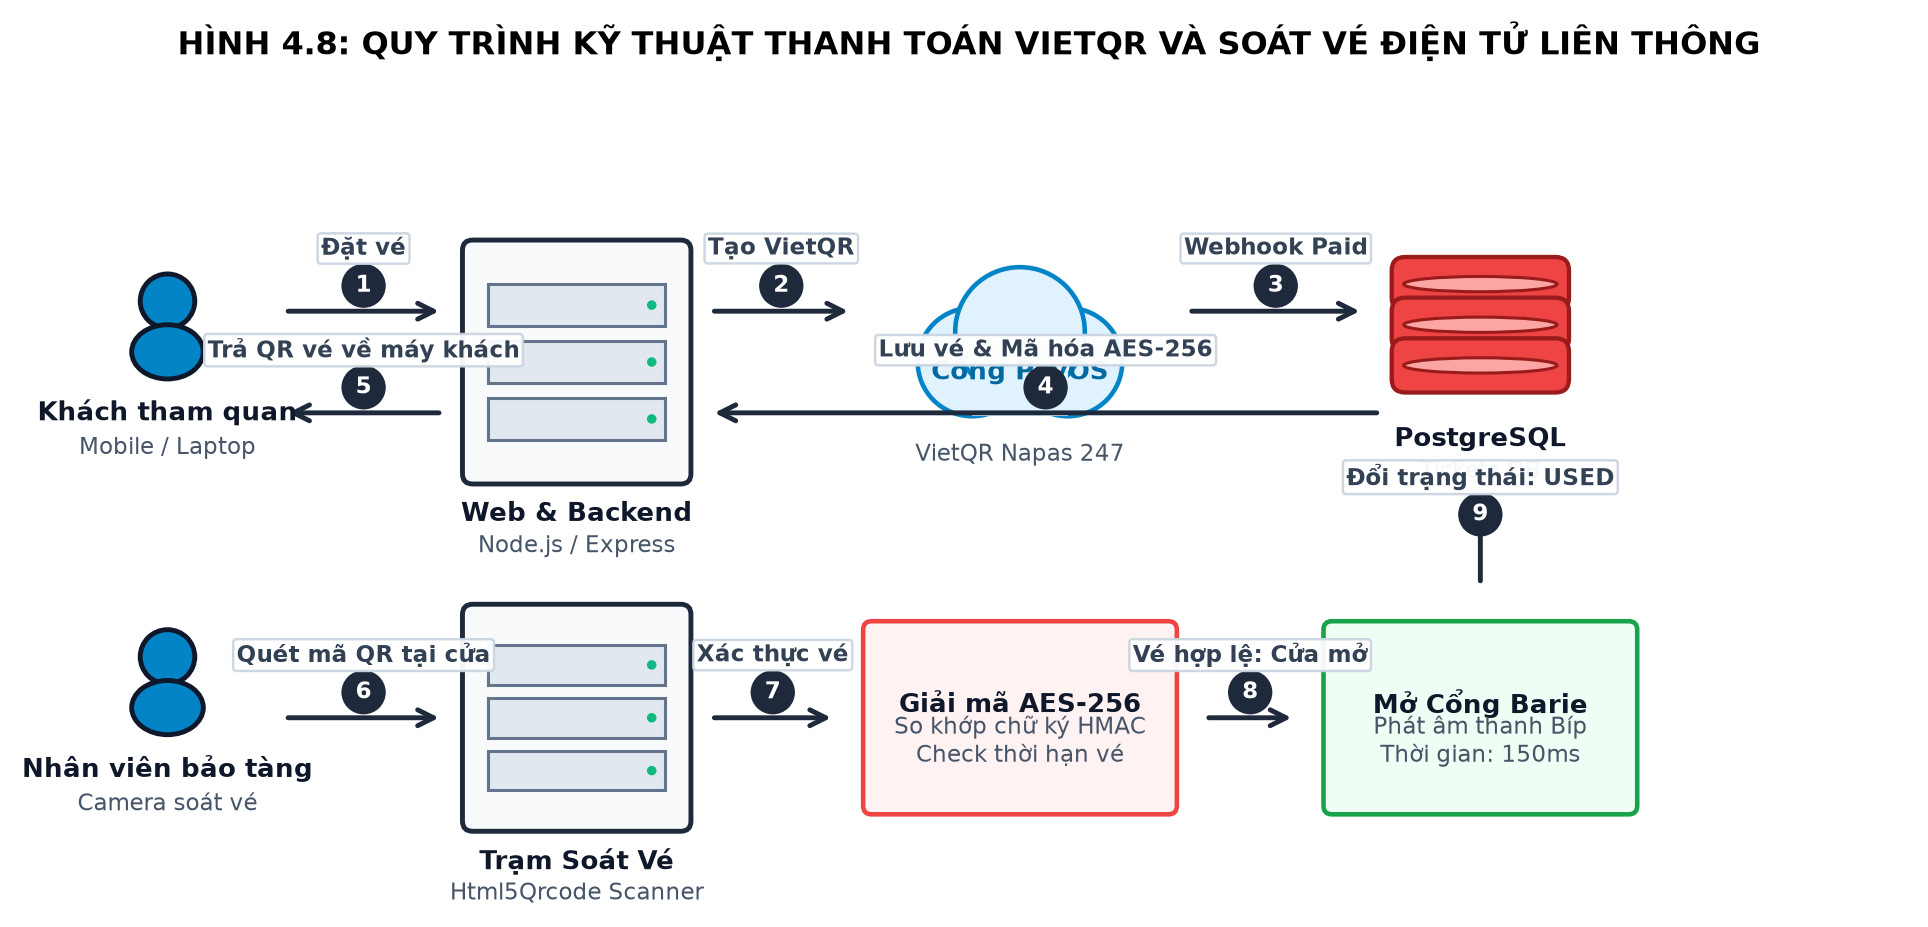 HÌNH 4.8: QUY TRÌNH KỸ THUẬT THANH TOÁN VIETQR VÀ SOÁT VÉ ĐIỆN TỬ LIÊN THÔNG
Đặt vé
1
Tạo VietQR
2
Webhook Paid
3
Trả QR vé về máy khách
5
Lưu vé & Mã hóa AES-256
Cổng
4
Khách tham quan
Mobile / Laptop
VietQR Napas 247
PostgreSQL
Đổi trạng thái: USED
9
Web & Backend
Node.js / Express
Quét mã QR tại cửa
6
Xác thực vé
7
Vé hợp lệ: Cửa mở
8
Giải mã AES-256
So khớp chữ ký HMAC
Check thời hạn vé
Mở Cổng Barie
Phát âm thanh Bíp
Thời gian: 150ms
Nhân viên bảo tàng
Camera soát vé
Trạm Soát Vé
Html5Qrcode Scanner